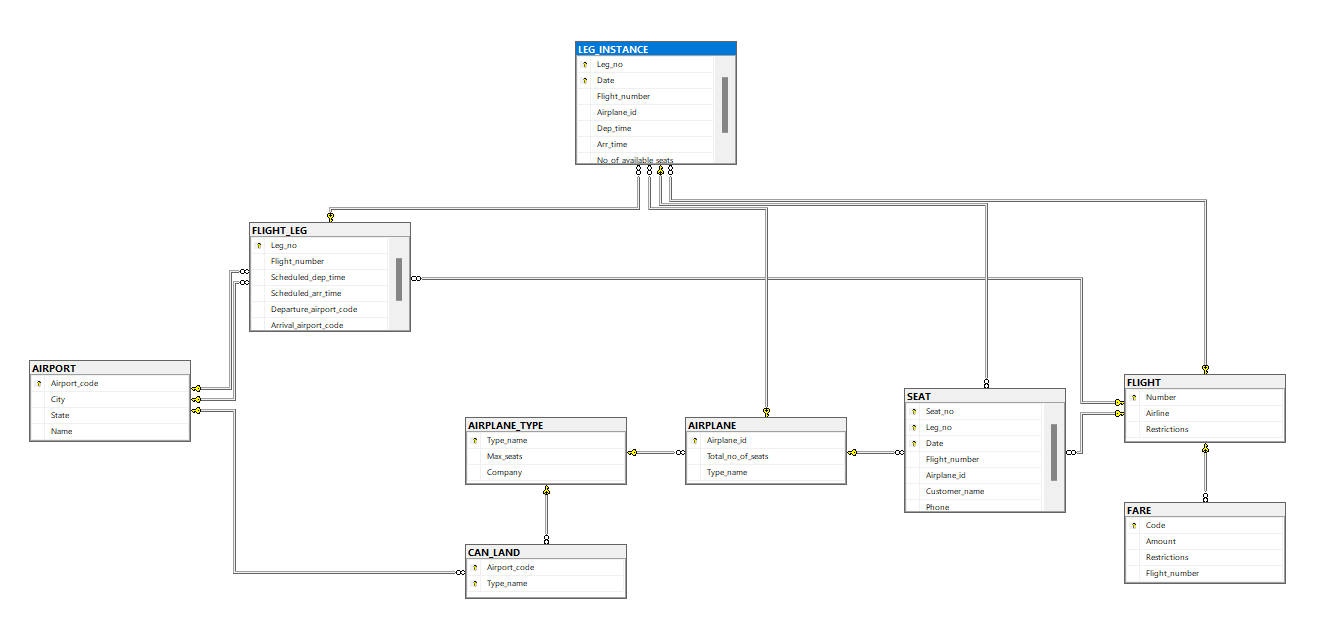 LEG_INSTANCE
Leg_no
Date
Flight_number
Airplane_id
Dep_time
Arr_time
No_of_available_seats
FLIGHT_LEG
Leg_no
Flight_number
Scheduled_dep_time
Scheduled_arr_time
Departure_airport_code
Arrival_airport_code
AIRPORT
Airport_code
City
State
Name
AIRPLANE_TYPE
Type_name
Max_seats
Company
AIRPLANE
Airplane_id
Total_no_of_seats
Type_name
SEAT
Seat_no
Leg_no
Date
Flight_number
Airplane_id
Customer_name
Phone
FLIGHT
Number
Airline
Restrictions
CAN_LAND
Airport_code
Type_name
FARE
Code
Amount
Restrictions
Flight_number